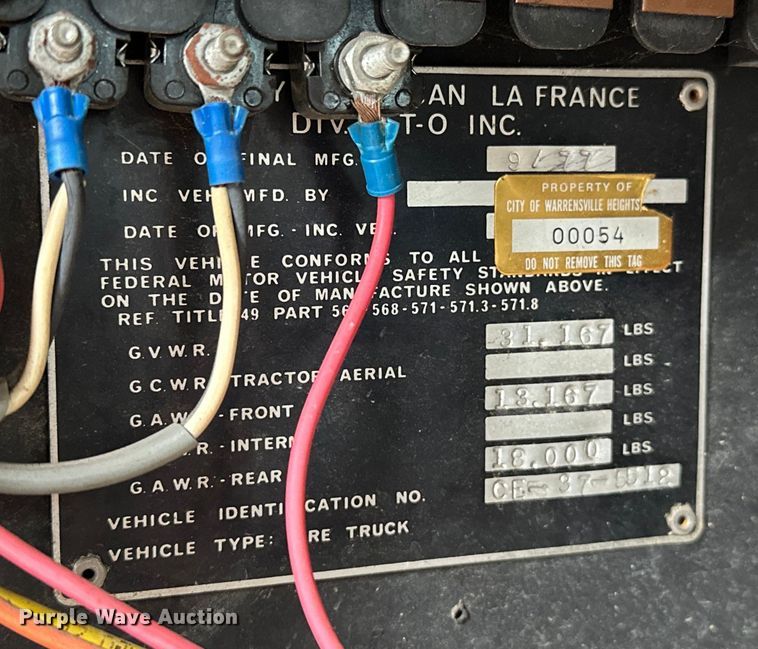 CAN LA FRANCE
DIV. T-O INC.
DATE O FINAL MFG.
INC VEH MFD. BY
DATE OF MFG. - INC VE
PROPERTY OF
CITY OF WARRENSVILLE HEIGHTS
00054
DO NOT REMOVE THIS TAG
THIS VEHICLE CONFORMS TO ALL
FEDERAL MOTOR VEHICLE SAFETY STAND IN EFFECT
ON THE DATE OF MANUFACTURE SHOWN ABOVE.
REF. TITLE 49 PART 568-571-571.3-571.8
G.V.W.R. 31,167 LBS
G.C.W.R. TRACTOR AERIAL LBS
G.A.W. -FRONT 13,167 LBS
R.-INTERM LBS
G.A.W.R.-REAR 18,000 LBS
VEHICLE IDENTIFICATION NO.
VEHICLE TYPE: RE TRUCK
Purple Wave Auction